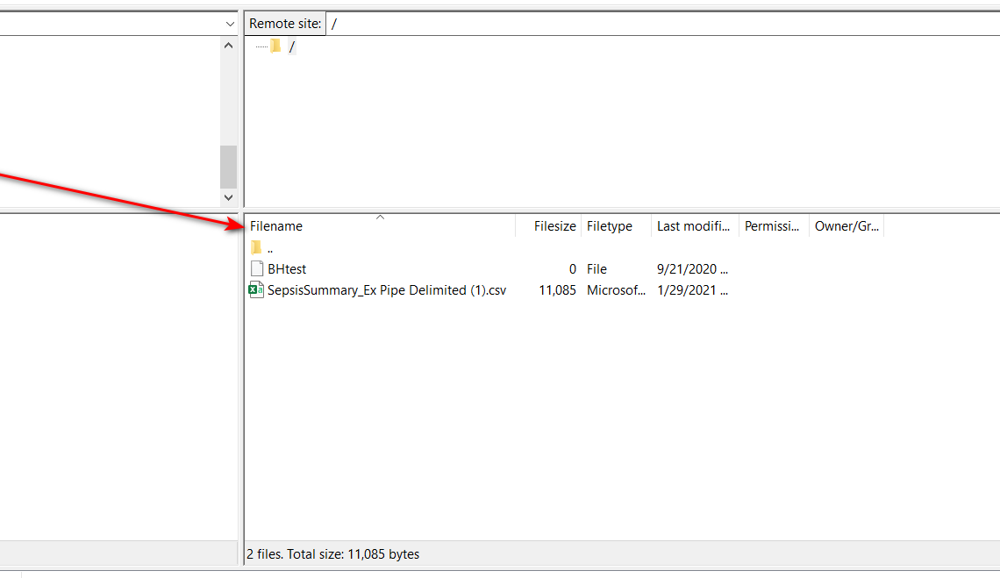 Remote site: /
/
Filename Filesize Filetype Last modifi... Permissi... Owner/Gr...
..
BHtest 0 File 9/21/2020 ...
SepsisSummary_Ex Pipe Delimited (1).csv 11,085 Microsof... 1/29/2021 ...
2 files. Total size: 11,085 bytes